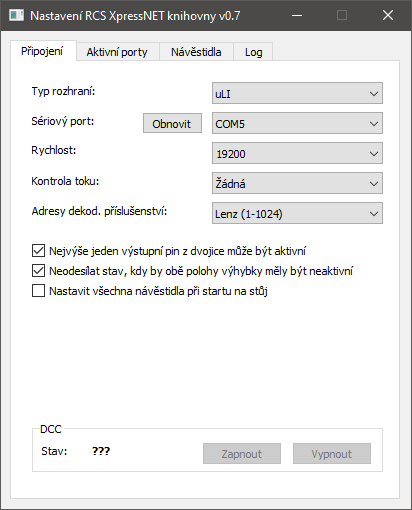 Nastavení RCS XpressNET knihovny v0.7
Připojení Aktivní porty Návěstidla Log
Typ rozhraní: uLI
Sériový port: Obnovit COM5
Rychlost: 19200
Kontrola toku: Žádná
Adresy dekod. příslušenství: Lenz (1-1024)
Nejvýše jeden výstupní pin z dvojice může být aktivní
Neodesílat stav, kdy by obě polohy výhybky měly být neaktivní
Nastavit všechna návěstidla při startu na stůj
DCC
Stav: ??? Zapnout Vypnout